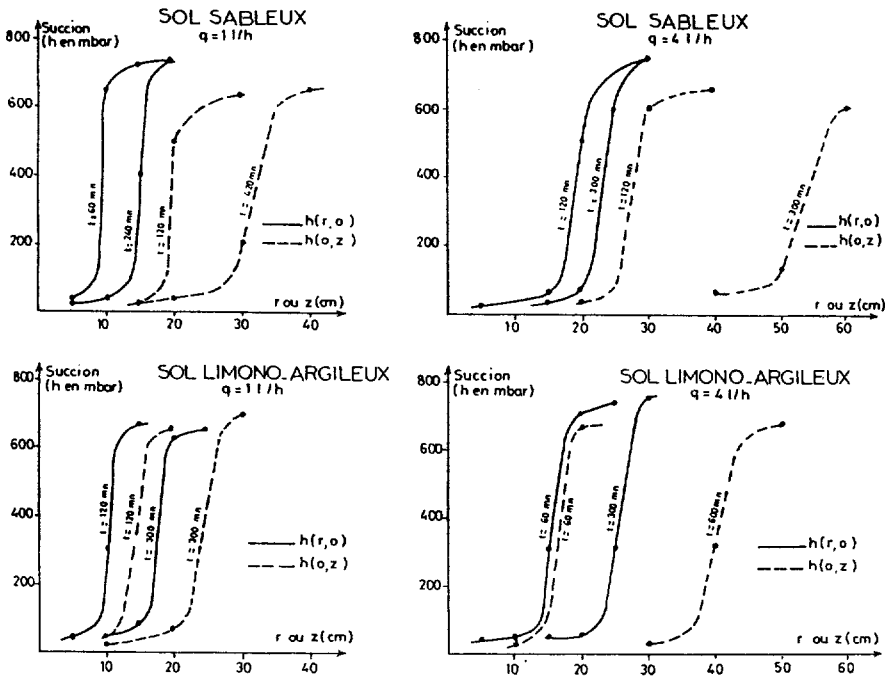 SOL SABLEUX
q=1 l/h
Succion
(h en mbar)
800
600
400
200
t=60 mn
t=240 mn
t=120 mn
t=420 mn
h(r,o)
h(o,z)
r ou z(cm)
10
20
30
40
SOL SABLEUX
q=4 l/h
Succion
(h en mbar)
800
600
400
200
t=120 mn
t=300 mn
t=120 mn
t=300 mn
h(r,o)
h(o,z)
r ou z(cm)
10
20
30
40
50
60
SOL LIMONO_ARGILEUX
q=1 l/h
Succion
(h en mbar)
800
600
400
200
t=120 mn
t=120 mn
t=300 mn
t=300 mn
h(r,o)
h(o,z)
r ou z(cm)
10
20
30
40
SOL LIMONO_ARGILEUX
q=4 l/h
Succion
(h en mbar)
800
600
400
200
t=60 mn
t=60 mn
t=300 mn
t=600 mn
h(r,o)
h(o,z)
r ou z(cm)
10
20
30
40
50
60